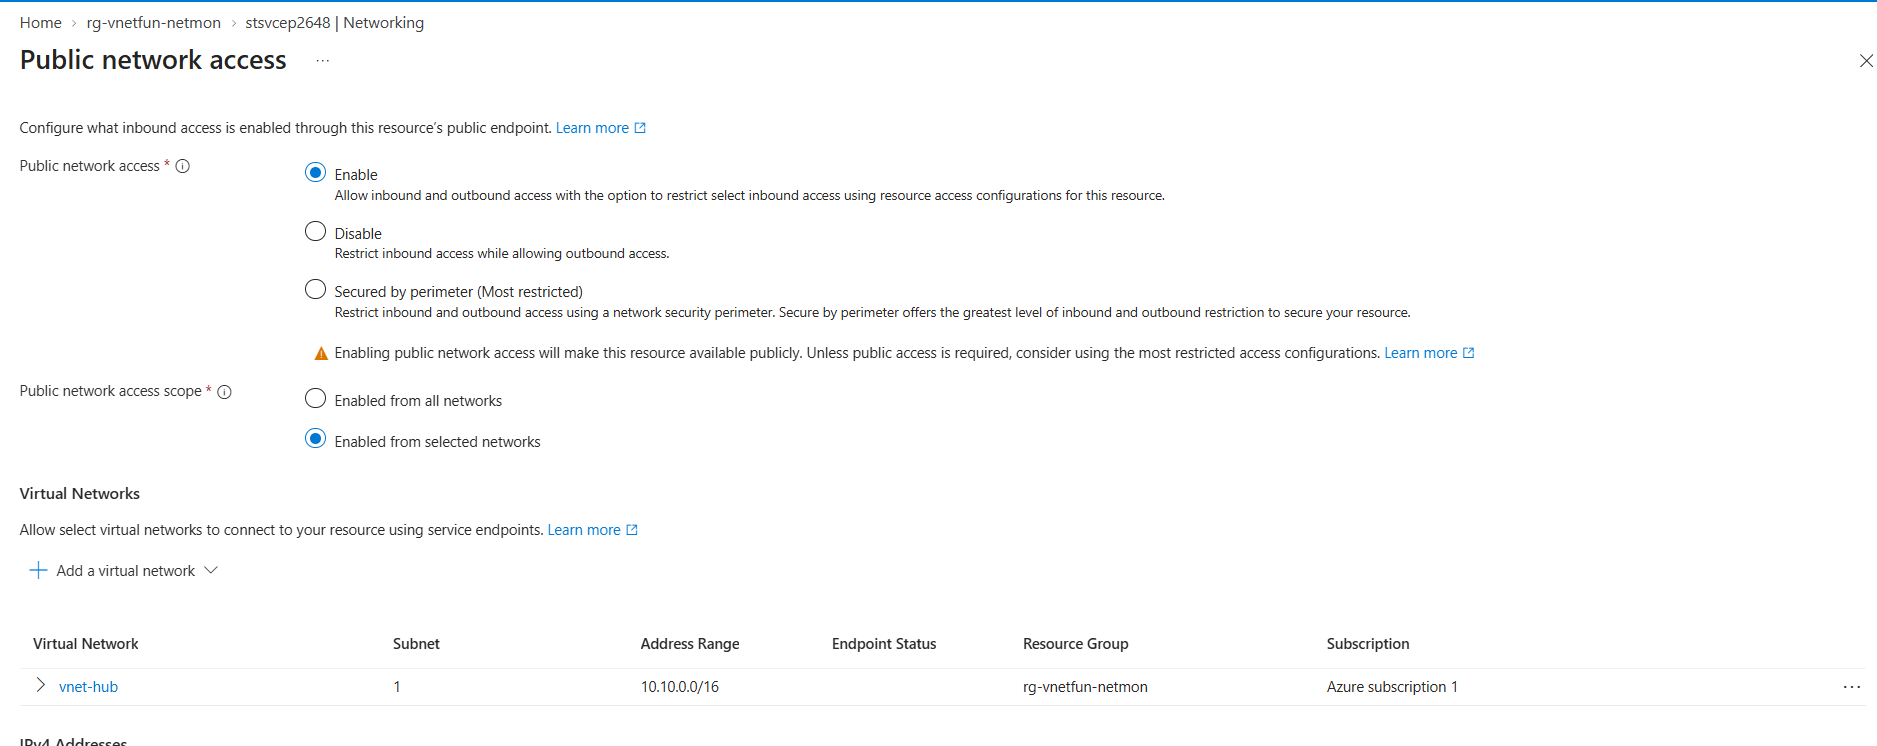 Home > rg-vnetfun-netmon > stsvcep2648 | Networking
Public network access ...
Configure what inbound access is enabled through this resource's public endpoint. Learn more
Public network access *
Enable
Allow inbound and outbound access with the option to restrict select inbound access using resource access configurations for this resource.
Disable
Restrict inbound access while allowing outbound access.
Secured by perimeter (Most restricted)
Restrict inbound and outbound access using a network security perimeter. Secure by perimeter offers the greatest level of inbound and outbound restriction to secure your resource.
Enabling public network access will make this resource available publicly. Unless public access is required, consider using the most restricted access configurations. Learn more
Public network access scope *
Enabled from all networks
Enabled from selected networks
Virtual Networks
Allow select virtual networks to connect to your resource using service endpoints. Learn more
Add a virtual network
Virtual Network Subnet Address Range Endpoint Status Resource Group Subscription
vnet-hub 1 10.10.0.0/16 rg-vnetfun-netmon Azure subscription 1 ...
IPv4 Addresses